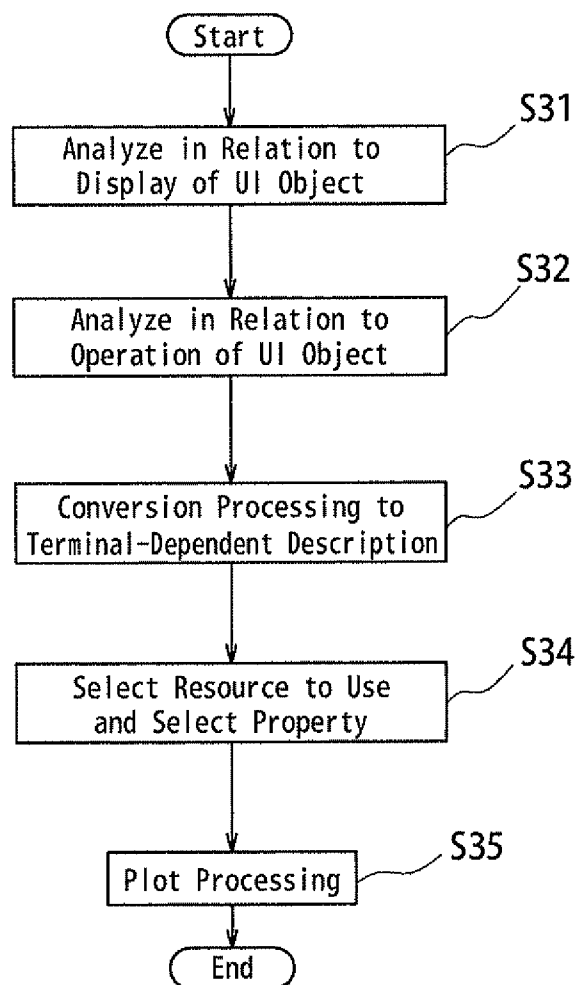 Start
S31
Analyze in Relation to
Display of UI Object
S32
Analyze in Relation to
Operation of UI Object
S33
Conversion Processing to
Terminal-Dependent Description
S34
Select Resource to Use
and Select Property
S35
Plot Processing
End